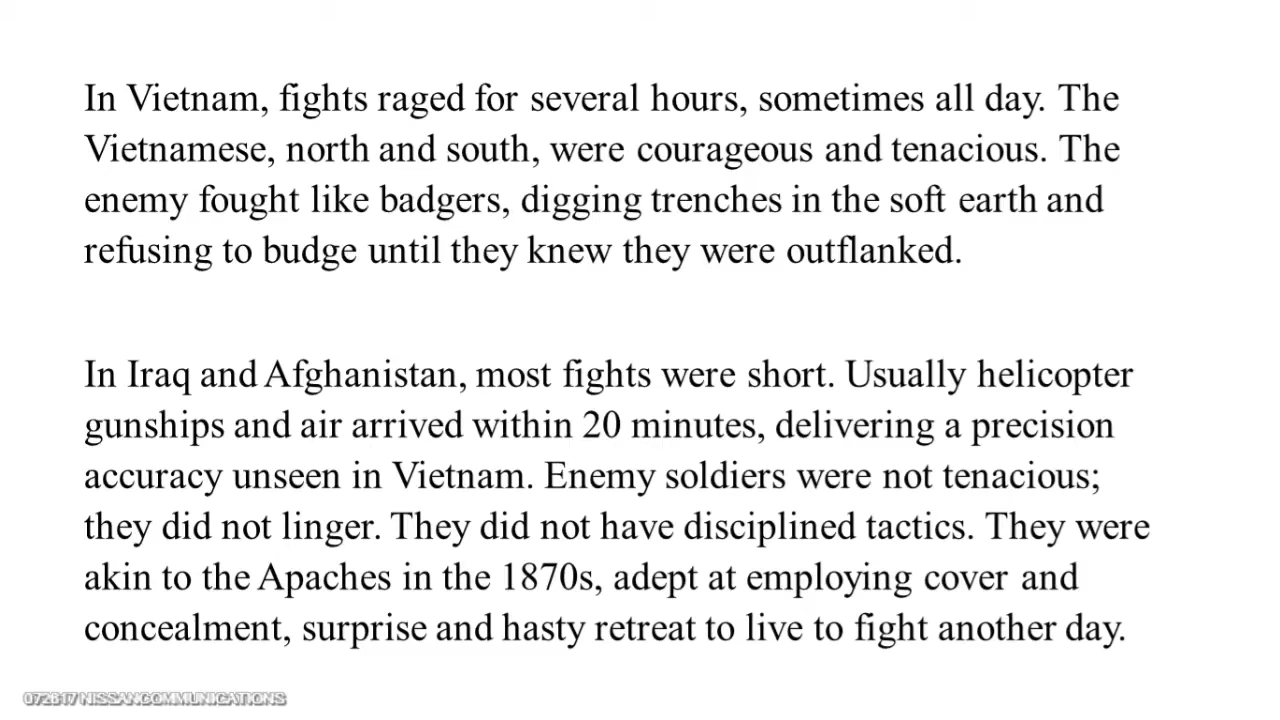 In Vietnam, fights raged for several hours, sometimes all day. The
Vietnamese, north and south, were courageous and tenacious. The
enemy fought like badgers, digging trenches in the soft earth and
refusing to budge until they knew they were outflanked.
In Iraq and Afghanistan, most fights were short. Usually helicopter
gunships and air arrived within 20 minutes, delivering a precision
accuracy unseen in Vietnam. Enemy soldiers were not tenacious;
they did not linger. They did not have disciplined tactics. They were
akin to the Apaches in the 1870s, adept at employing cover and
concealment, surprise and hasty retreat to live to fight another day.
072817 NISSANCOMMUNICATIONS